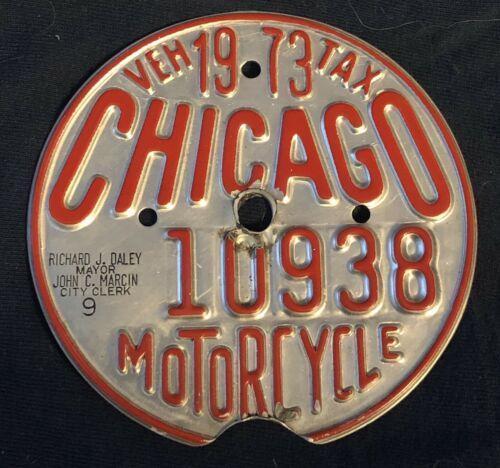 VEH 1973 TAX
CHICAGO
10938
RICHARD J. DALEY
MAYOR
JOHN C. MARCIN
CITY CLERK
9
MOTORCYCLE